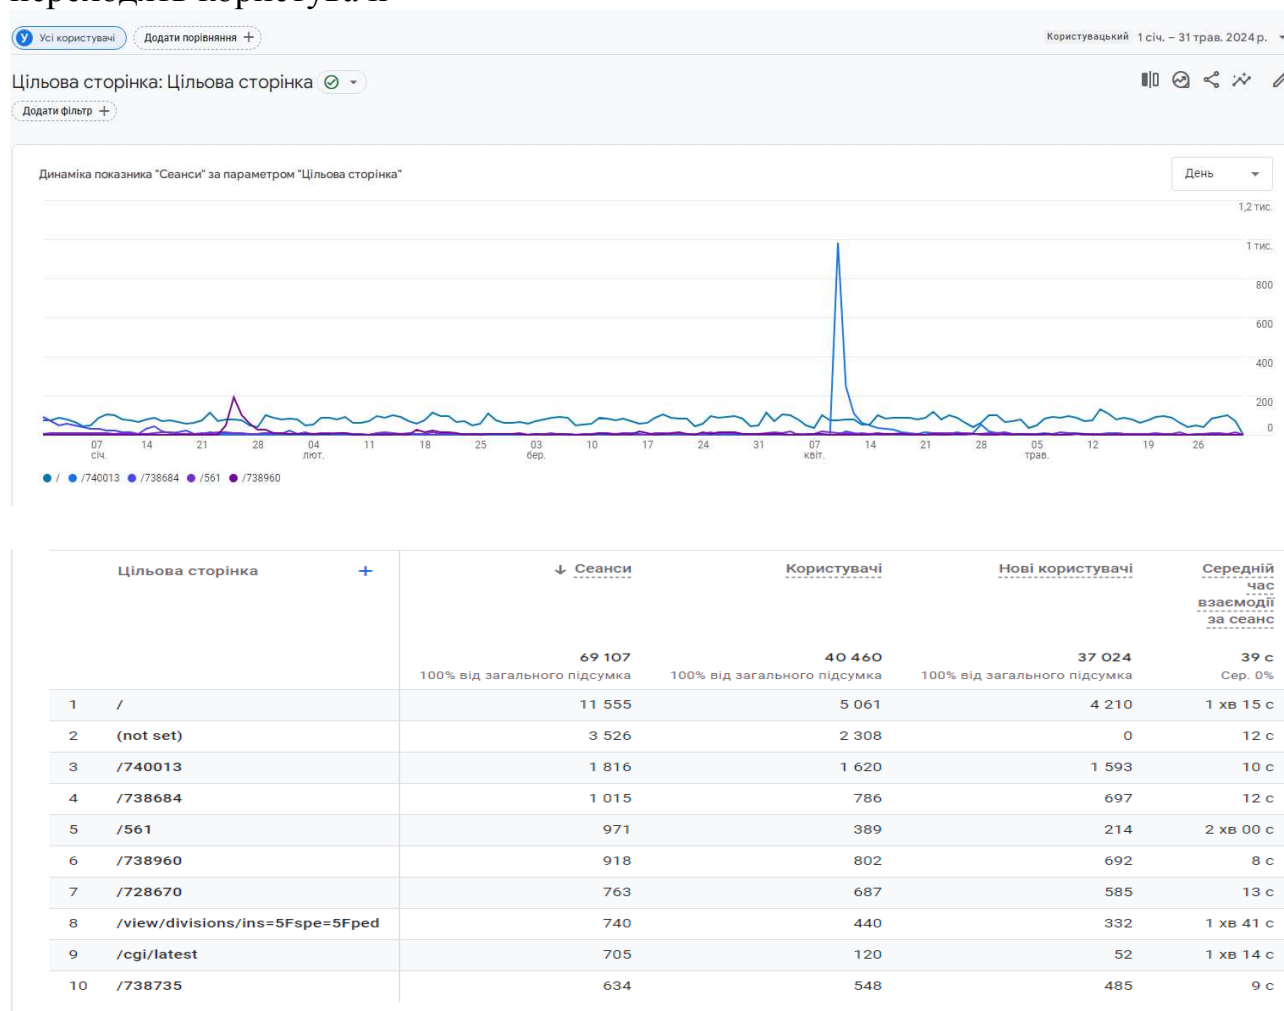 переходять користувачі
У Усі користувачі Додати порівняння + Користувацький 1 січ. – 31 трав. 2024 р.
Цільова сторінка: Цільова сторінка
Додати фільтр +
Динаміка показника "Сеанси" за параметром "Цільова сторінка" День
1,2 тис.
1 тис.
800
600
400
200
0
07 14 21 28 04 11 18 25 03 10 17 24 31 07 14 21 28 05 12 19 26
січ. лют. бер. квіт. трав.
/ /740013 /738684 /561 /738960
Цільова сторінка + ↓ Сеанси Користувачі Нові користувачі Середній
час
взаємодії
за сеанс
69 107 40 460 37 024 39 с
100% від загального підсумка 100% від загального підсумка 100% від загального підсумка Сер. 0%
1 / 11 555 5 061 4 210 1 хв 15 с
2 (not set) 3 526 2 308 0 12 с
3 /740013 1 816 1 620 1 593 10 с
4 /738684 1 015 786 697 12 с
5 /561 971 389 214 2 хв 00 с
6 /738960 918 802 692 8 с
7 /728670 763 687 585 13 с
8 /view/divisions/ins=5Fspe=5Fped 740 440 332 1 хв 41 с
9 /cgi/latest 705 120 52 1 хв 14 с
10 /738735 634 548 485 9 с